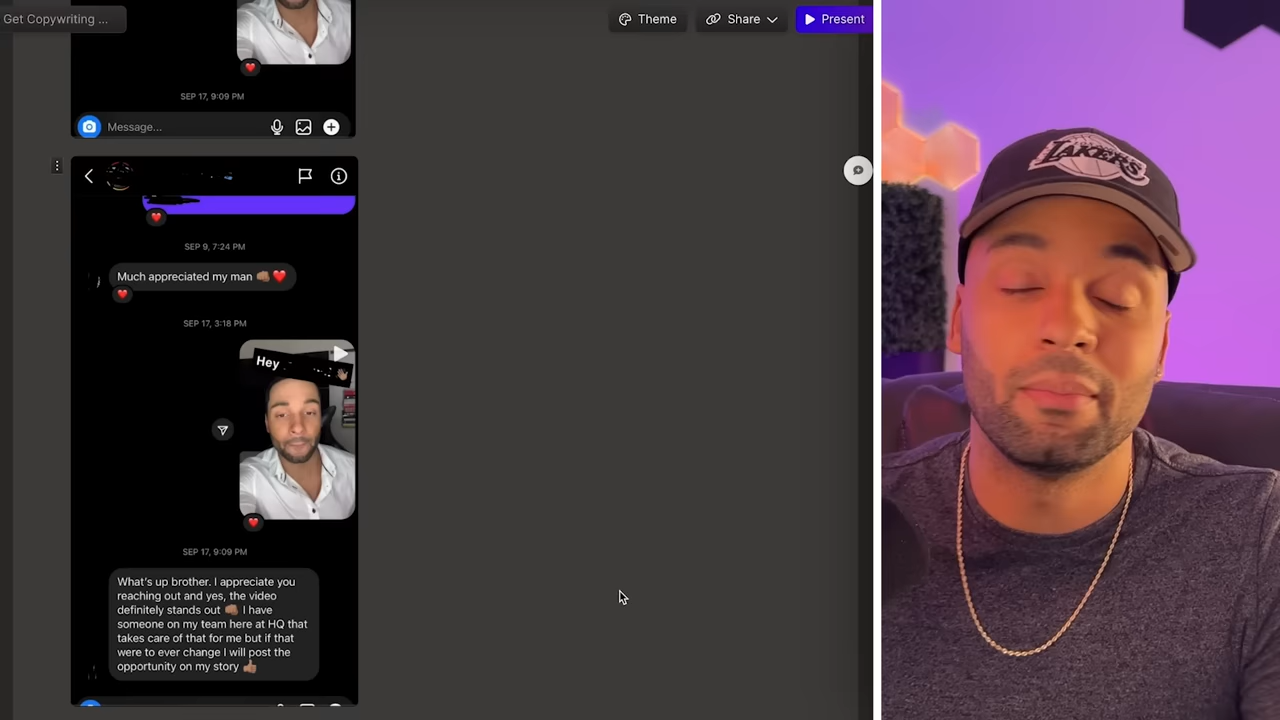 Get Copywriting ...
Theme
Share
Present
SEP 17, 9:09 PM
Message...
SEP 9, 7:24 PM
Much appreciated my man 👊🏽❤️
SEP 17, 3:18 PM
Hey
SEP 17, 9:09 PM
What's up brother. I appreciate you
reaching out and yes, the video
definitely stands out 👊🏽 I have
someone on my team here at HQ that
takes care of that for me but if that
were to ever change I will post the
opportunity on my story 👍🏽
LAKERS